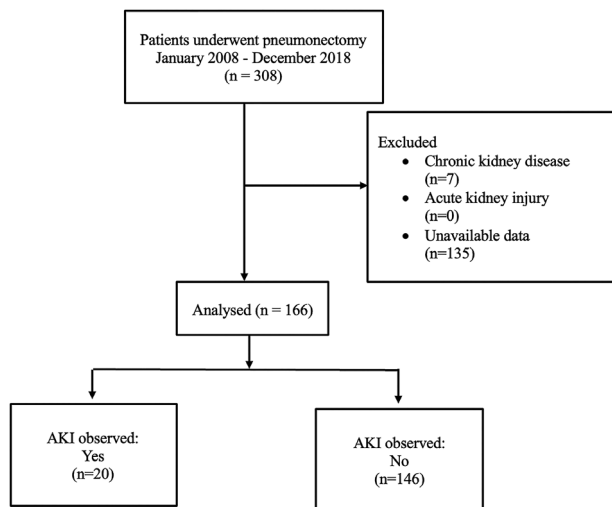 Patients underwent pneumonectomy
January 2008 - December 2018
(n = 308)
Excluded
• Chronic kidney disease
(n=7)
• Acute kidney injury
(n=0)
• Unavailable data
(n=135)
Analysed (n = 166)
AKI observed:
Yes
(n=20)
AKI observed:
No
(n=146)